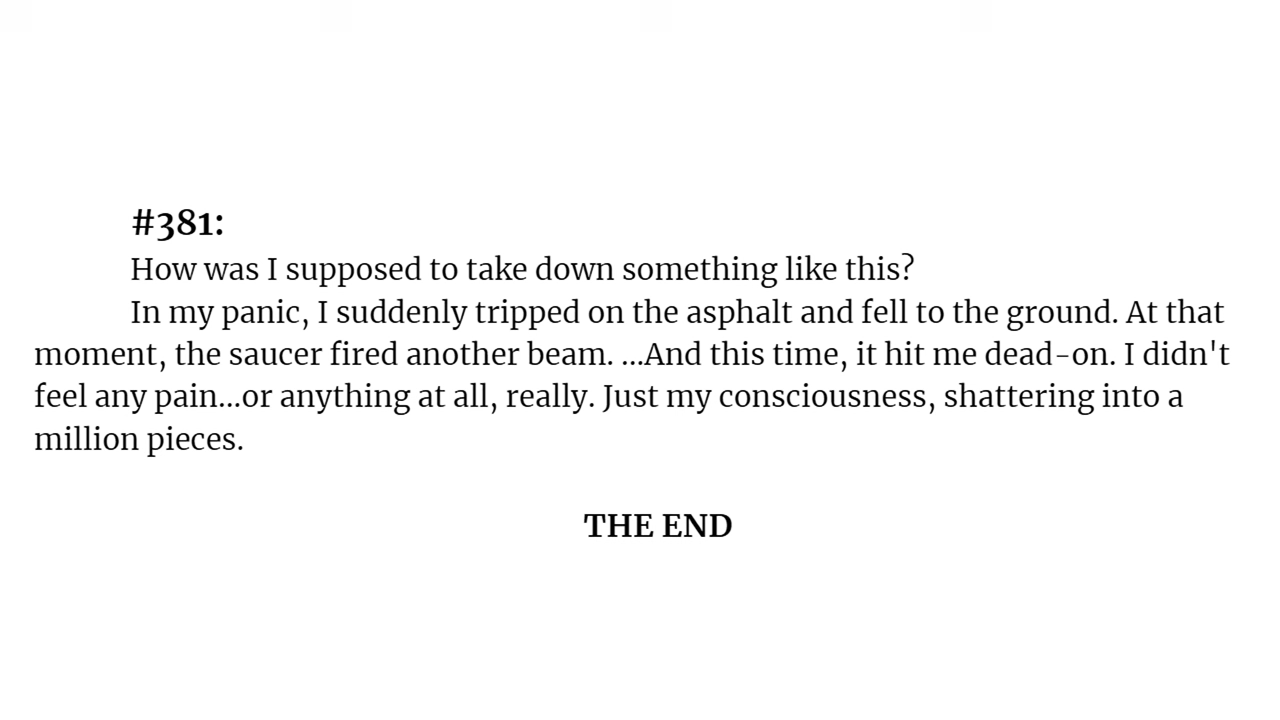 #381:
How was I supposed to take down something like this?
In my panic, I suddenly tripped on the asphalt and fell to the ground. At that
moment, the saucer fired another beam. ...And this time, it hit me dead-on. I didn't
feel any pain...or anything at all, really. Just my consciousness, shattering into a
million pieces.
THE END